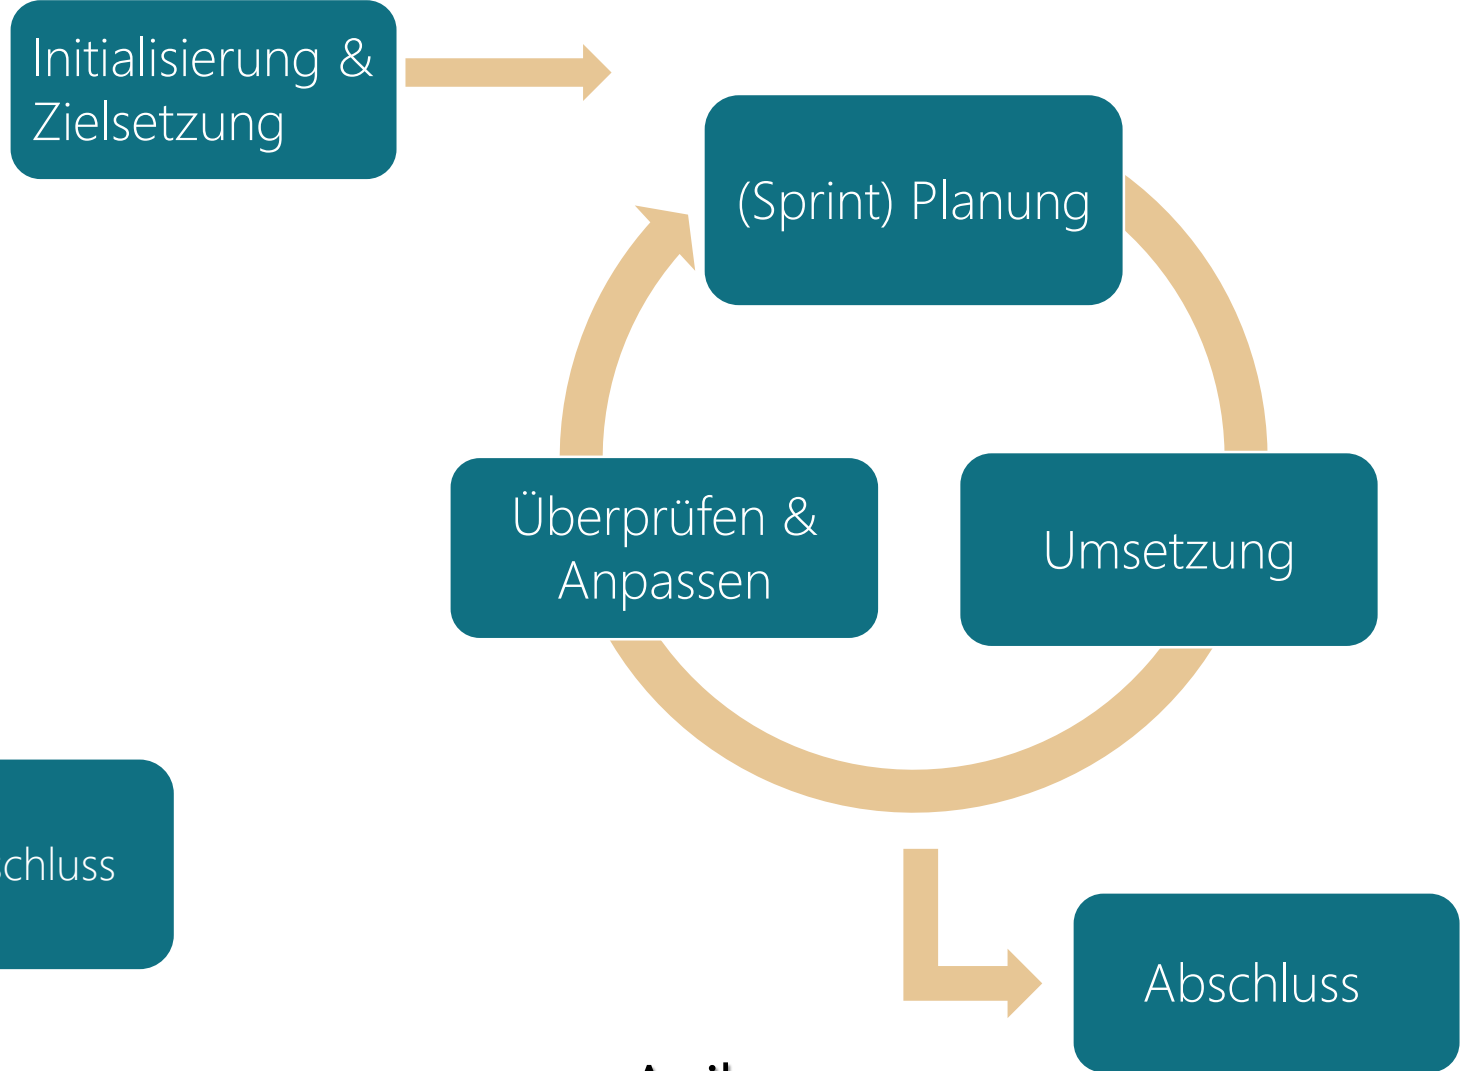 Initialisierung &
Zielsetzung
(Sprint) Planung
Überprüfen &
Anpassen
Umsetzung
chluss
Abschluss